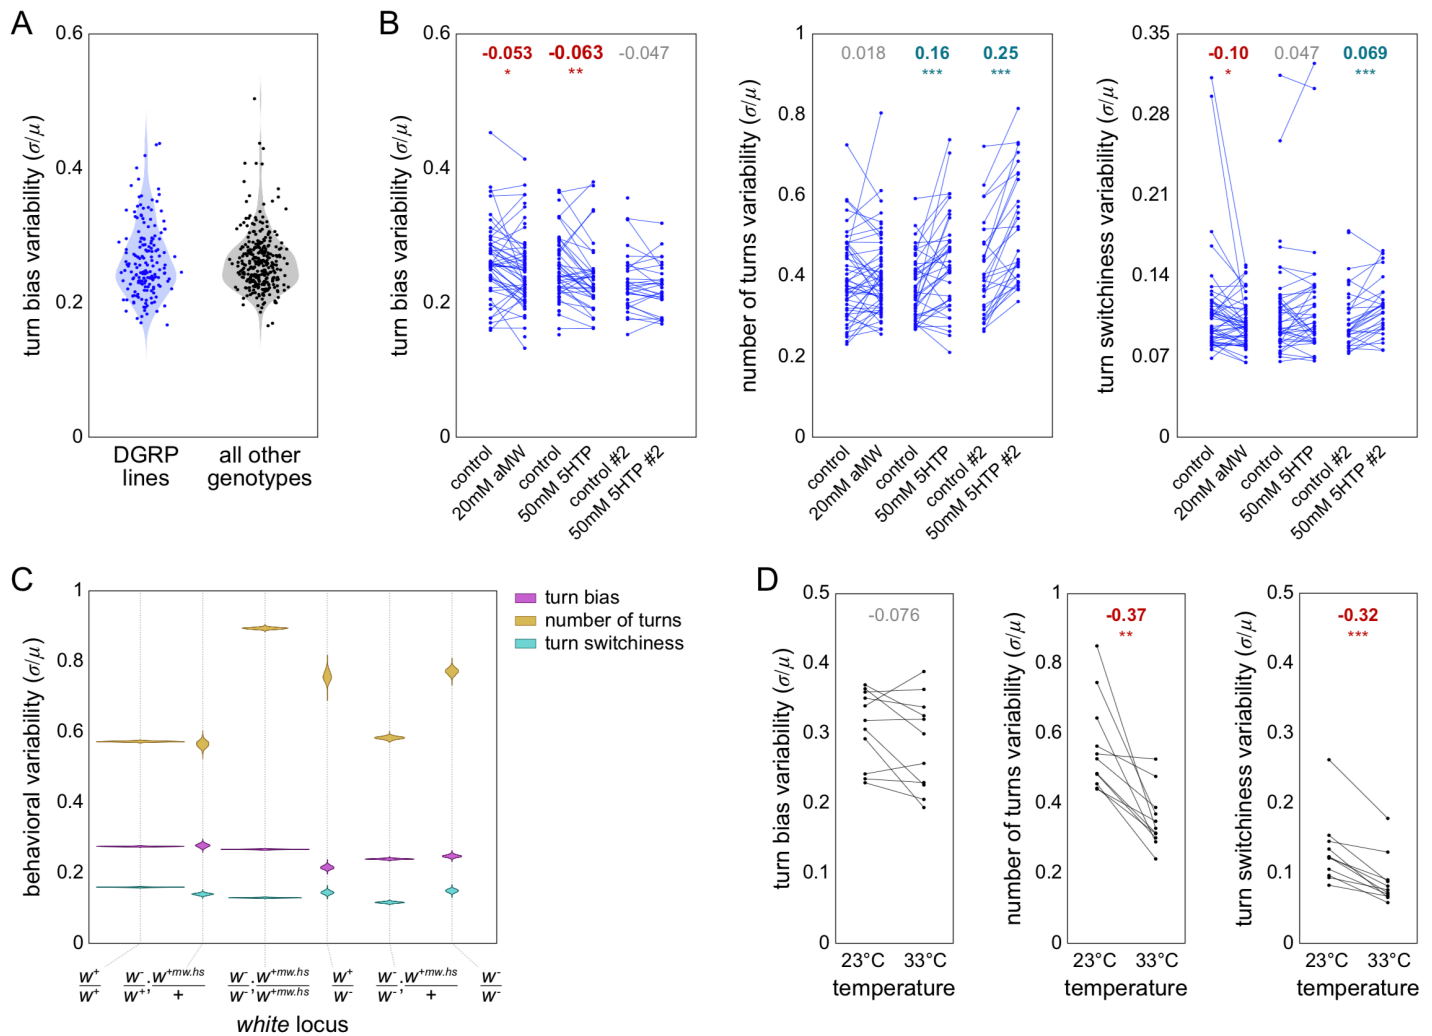 A
turn bias variability (σ/μ)
0.6
0.4
0.2
0
DGRP
lines
all other
genotypes
B
turn bias variability (σ/μ)
0.6
0.4
0.2
0
-0.053
*
-0.063
**
-0.047
control
20mM aMW
control
50mM 5HTP
control #2
50mM 5HTP #2
number of turns variability (σ/μ)
1
0.8
0.6
0.4
0.2
0
0.018
0.16
***
0.25
***
control
20mM aMW
control
50mM 5HTP
control #2
50mM 5HTP #2
turn switchiness variability (σ/μ)
0.35
0.28
0.21
0.14
0.07
0
-0.10
*
0.047
0.069
***
control
20mM aMW
control
50mM 5HTP
control #2
50mM 5HTP #2
C
behavioral variability (σ/μ)
1
0.8
0.6
0.4
0.2
0
turn bias
number of turns
turn switchiness
w+ w- w+mw.hs w- w+mw.hs w+ w- w+mw.hs w-
; ; ;
w+ w+ + w- w+mw.hs w- w- + w-
white locus
D
turn bias variability (σ/μ)
0.5
0.4
0.3
0.2
0.1
0
-0.076
23°C 33°C
temperature
number of turns variability (σ/μ)
1
0.8
0.6
0.4
0.2
0
-0.37
**
23°C 33°C
temperature
turn switchiness variability (σ/μ)
0.5
0.4
0.3
0.2
0.1
0
-0.32
***
23°C 33°C
temperature